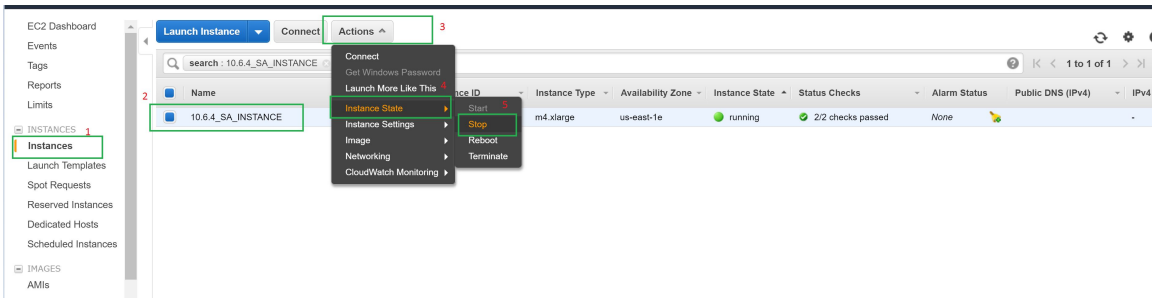 EC2 Dashboard
Events
Tags
Reports
Limits
INSTANCES 1
Instances
Launch Templates
Spot Requests
Reserved Instances
Dedicated Hosts
Scheduled Instances
IMAGES
AMIs
Launch Instance Connect Actions 3
search : 10.6.4_SA_INSTANCE 1 to 1 of 1
2 Name Instance Type Availability Zone Instance State Status Checks Alarm Status Public DNS (IPv4) IPv4
10.6.4_SA_INSTANCE m4.xlarge us-east-1e running 2/2 checks passed None -
Connect
Get Windows Password
Launch More Like This 4
Instance State
Instance Settings
Image
Networking
CloudWatch Monitoring
Start 5
Stop
Reboot
Terminate